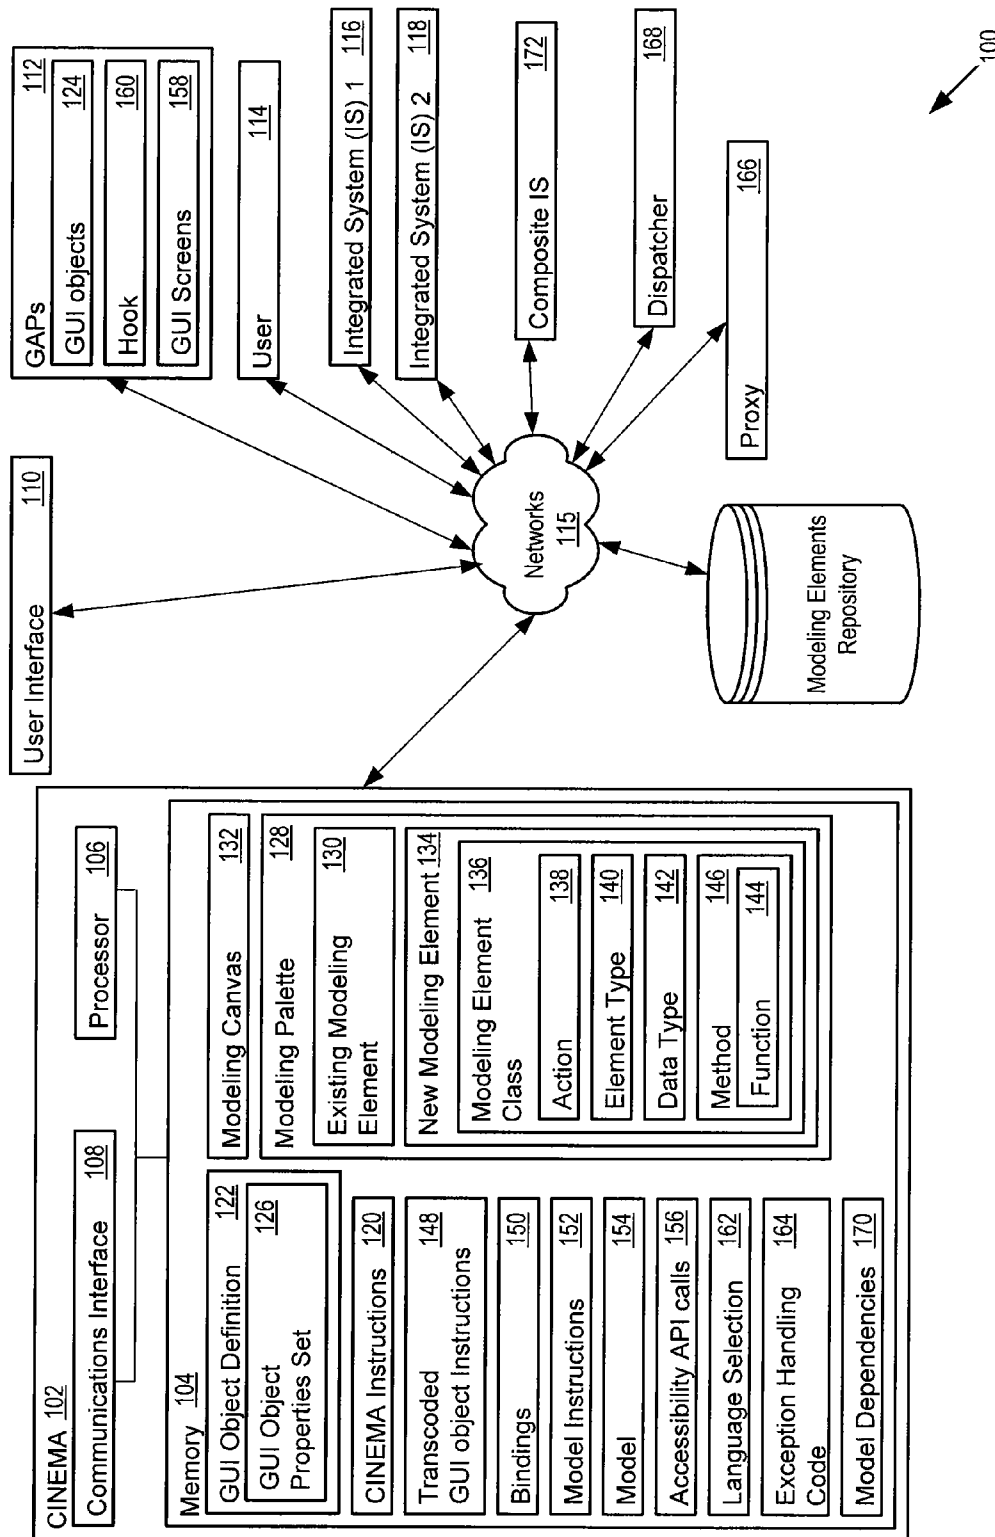 CINEMA 102
Communications Interface 108
Processor 106
Memory 104
GUI Object Definition 122
GUI Object
Properties Set
126
CINEMA Instructions 120
Transcoded
GUI object Instructions
148
Bindings 150
Model Instructions 152
Model 154
Accessibility API calls 156
Language Selection 162
Exception Handling
Code
164
Model Dependencies 170
Modeling Canvas 132
Modeling Palette 128
Existing Modeling
Element
130
New Modeling Element 134
Modeling Element
Class
136
Action 138
Element Type 140
Data Type 142
Method 146
Function 144
User Interface 110
GAPs 112
GUI objects 124
Hook 160
GUI Screens 158
User 114
Integrated System (IS) 1 116
Integrated System (IS) 2 118
Composite IS 172
Dispatcher 168
Proxy 166
Networks
115
Modeling Elements
Repository
100